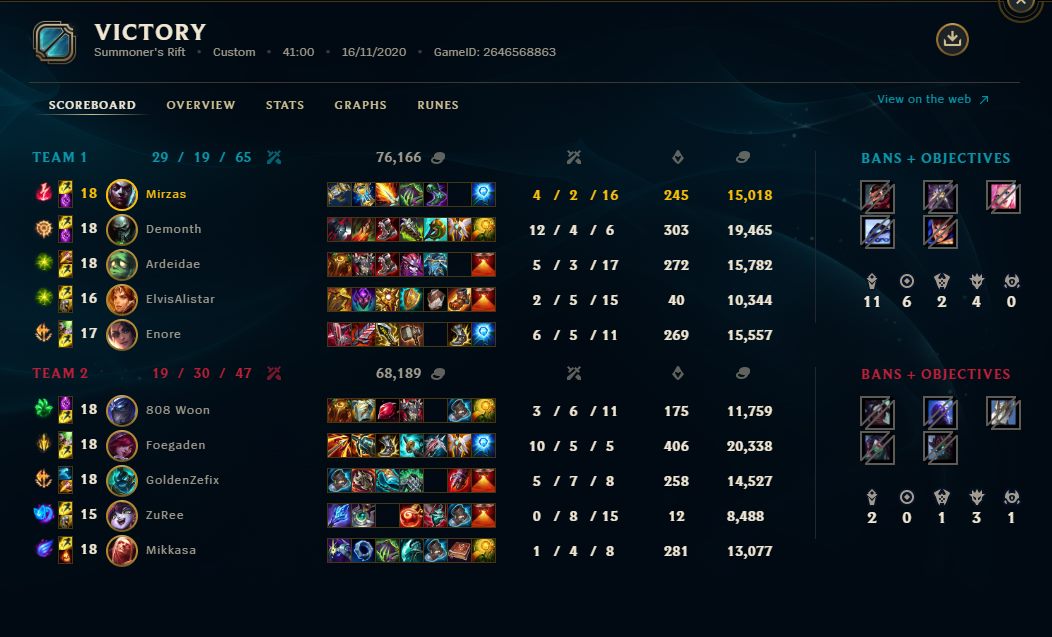 VICTORY
Summoner's Rift • Custom • 41:00 • 16/11/2020 • GameID: 2646568863
SCOREBOARD OVERVIEW STATS GRAPHS RUNES
View on the web
TEAM 1 29 / 19 / 65 76,166
18 Mirzas 4 / 2 / 16 245 15,018
18 Demonth 12 / 4 / 6 303 19,465
18 Ardeidae 5 / 3 / 17 272 15,782
16 ElvisAlistar 2 / 5 / 15 40 10,344
17 Enore 6 / 5 / 11 269 15,557
BANS + OBJECTIVES
11 6 2 4 0
TEAM 2 19 / 30 / 47 68,189
18 808 Woon 3 / 6 / 11 175 11,759
18 Foegaden 10 / 5 / 5 406 20,338
18 GoldenZefix 5 / 7 / 8 258 14,527
15 ZuRee 0 / 8 / 15 12 8,488
18 Mikkasa 1 / 4 / 8 281 13,077
BANS + OBJECTIVES
2 0 1 3 1